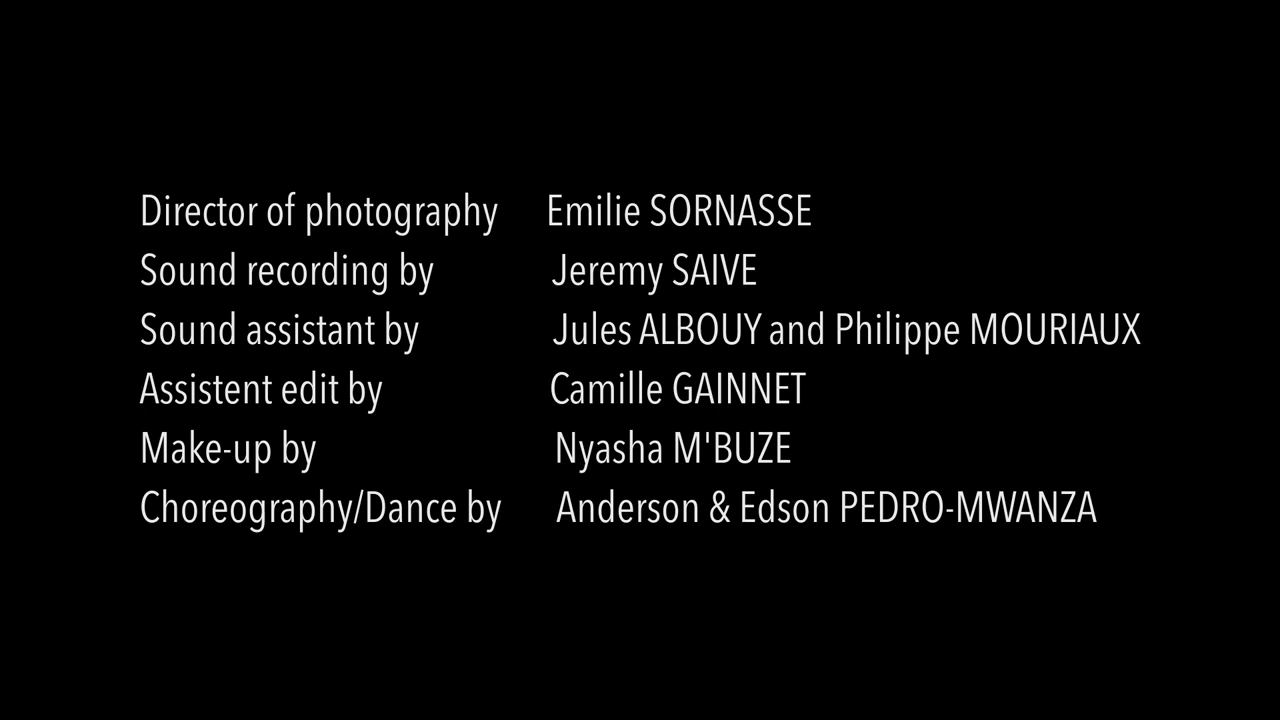 Director of photography Emilie SORNASSE
Sound recording by Jeremy SAIVE
Sound assistant by Jules ALBOUY and Philippe MOURIAUX
Assistent edit by Camille GAINNET
Make-up by Nyasha M'BUZE
Choreography/Dance by Anderson & Edson PEDRO-MWANZA